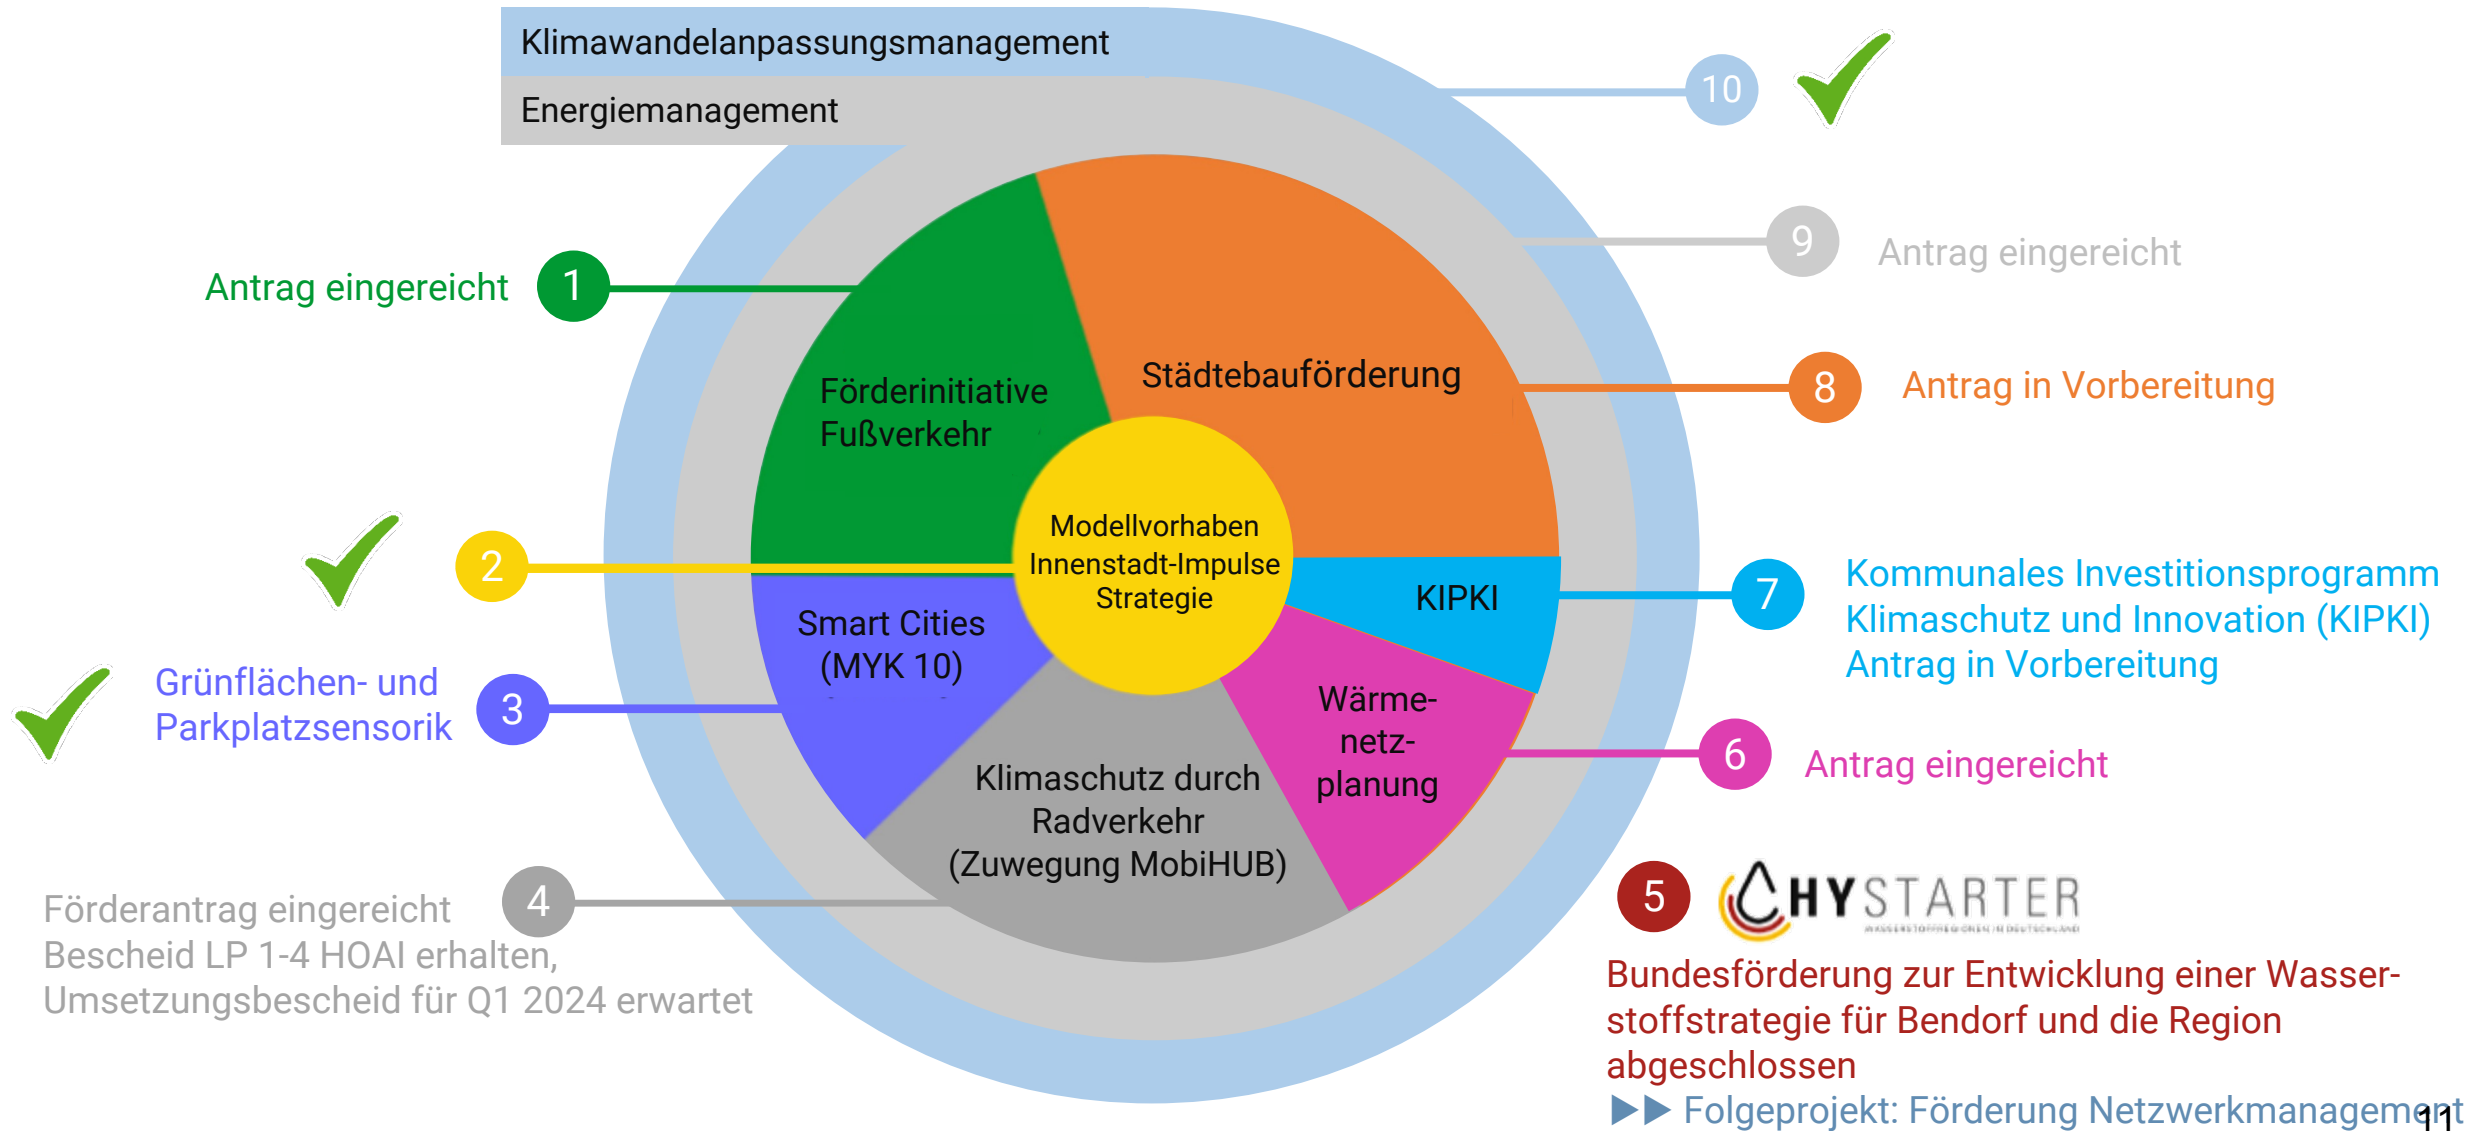 Klimawandelanpassungsmanagement
Energiemanagement
10
9
Antrag eingereicht
Antrag eingereicht
1
Städtebauförderung
8
Antrag in Vorbereitung
Förderinitiative
Fußverkehr
Modellvorhaben
Innenstadt-Impulse
Strategie
2
KIPKI
7
Kommunales Investitionsprogramm
Klimaschutz und Innovation (KIPKI)
Antrag in Vorbereitung
Smart Cities
(MYK 10)
Grünflächen- und
Parkplatzsensorik
3
Wärme-
netz-
planung
6
Antrag eingereicht
Klimaschutz durch
Radverkehr
(Zuwegung MobiHUB)
4
Förderantrag eingereicht
Bescheid LP 1-4 HOAI erhalten,
Umsetzungsbescheid für Q1 2024 erwartet
5
HYSTARTER
WASSERSTOFFREGIONEN IN DEUTSCHLAND
Bundesförderung zur Entwicklung einer Wasser-
stoffstrategie für Bendorf und die Region
abgeschlossen
▶▶ Folgeprojekt: Förderung Netzwerkmanagement
11